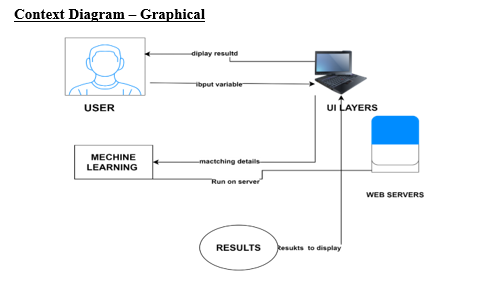 Context Diagram – Graphical
diplay resultd
ibput variable
USER
UI LAYERS
MECHINE
LEARNING
mactching details
Run on server
WEB SERVERS
RESULTS
Resukts to display